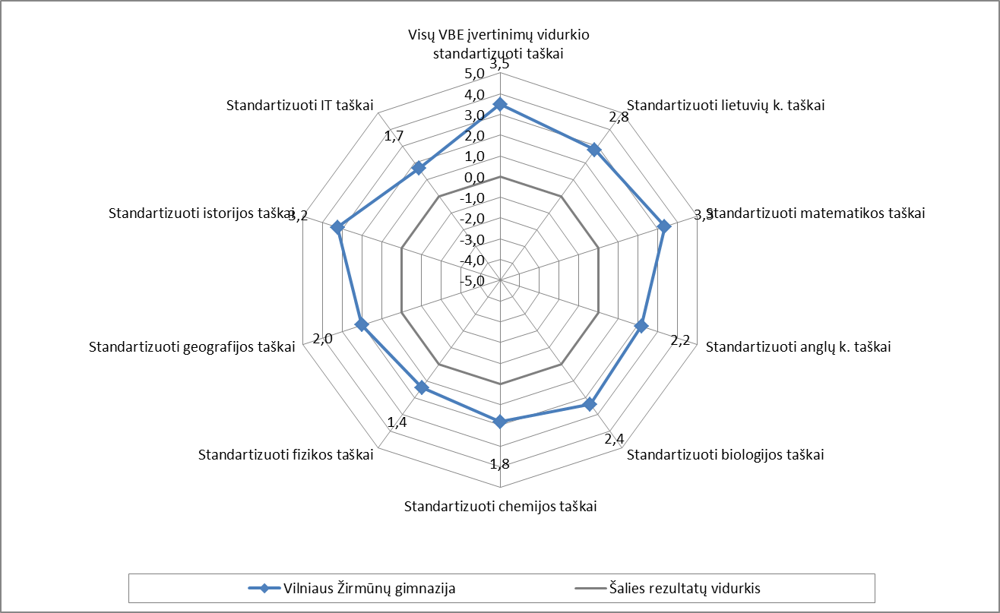 Visų VBE įvertinimų vidurkio
standartizuoti taškai
3,5
5,0
4,0
3,0
2,0
1,0
0,0
-1,0
-2,0
-3,0
-4,0
-5,0
Standartizuoti lietuvių k. taškai
2,8
Standartizuoti matematikos taškai
3,3
Standartizuoti anglų k. taškai
2,2
Standartizuoti biologijos taškai
2,4
Standartizuoti chemijos taškai
1,8
Standartizuoti fizikos taškai
1,4
Standartizuoti geografijos taškai
2,0
Standartizuoti istorijos taškai
3,2
Standartizuoti IT taškai
1,7
Vilniaus Žirmūnų gimnazija
Šalies rezultatų vidurkis